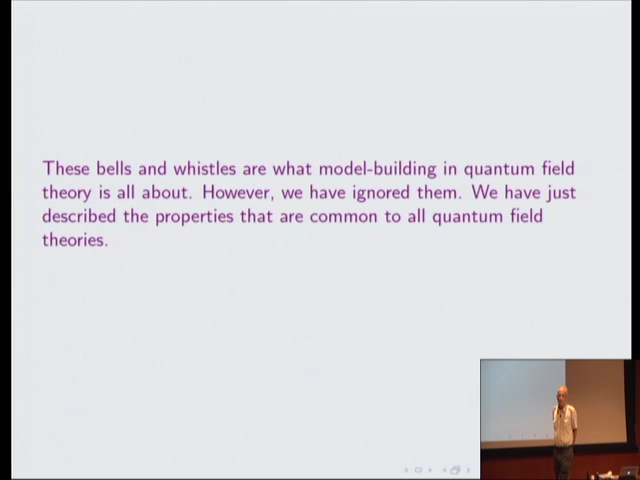 These bells and whistles are what model-building in quantum field
theory is all about. However, we have ignored them. We have just
described the properties that are common to all quantum field
theories.